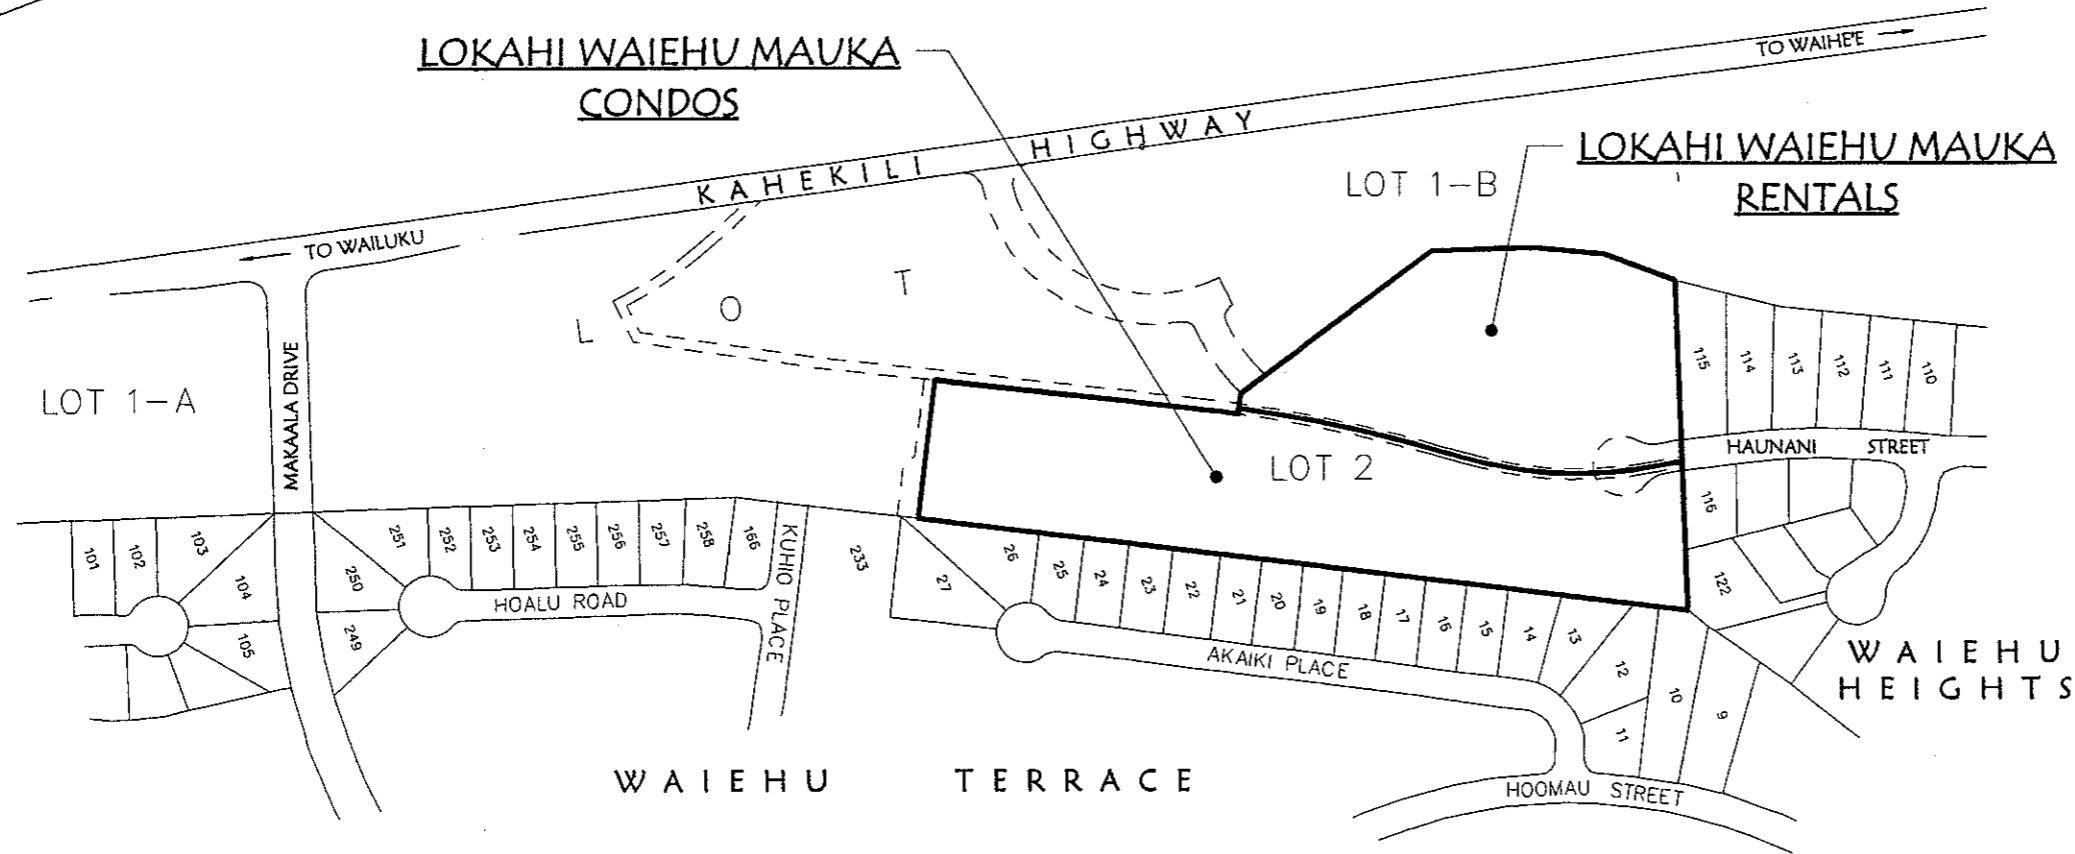 LOKAHI WAIEHU MAUKA
CONDOS
TO WAIHE'E
KAHEKILI HIGHWAY
LOKAHI WAIEHU MAUKA
RENTALS
LOT 1-B
TO WAILUKU
L O T
LOT 1-A
MAKAALA DRIVE
LOT 2
115
114
113
112
111
110
HAUNANI STREET
116
122
101
102
103
104
105
251
252
253
254
255
256
257
258
166
250
249
HOALU ROAD
KUHIO PLACE
233
27
26
25
24
23
22
21
20
19
18
17
16
15
14
13
12
11
10
9
AKAIKI PLACE
WAIEHU
HEIGHTS
WAIEHU TERRACE
HOOMAU STREET